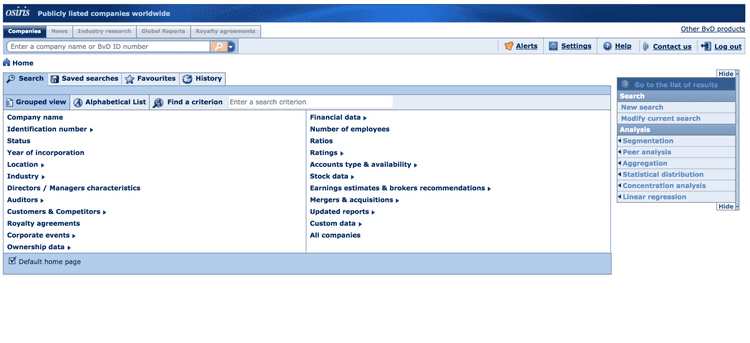 OSIRIS Publicly listed companies worldwide
Companies News Industry research Global Reports Royalty agreements Other BvD products
Enter a company name or BvD ID number Alerts Settings Help Contact us Log out
Home
Search Saved searches Favourites History
Grouped view Alphabetical List Find a criterion Enter a search criterion
Company name
Identification number
Status
Year of incorporation
Location
Industry
Directors / Managers characteristics
Auditors
Customers & Competitors
Royalty agreements
Corporate events
Ownership data
Financial data
Number of employees
Ratios
Ratings
Accounts type & availability
Stock data
Earnings estimates & brokers recommendations
Mergers & acquisitions
Updated reports
Custom data
All companies
Default home page
Hide
Go to the list of results
Search
New search
Modify current search
Analysis
Segmentation
Peer analysis
Aggregation
Statistical distribution
Concentration analysis
Linear regression
Hide